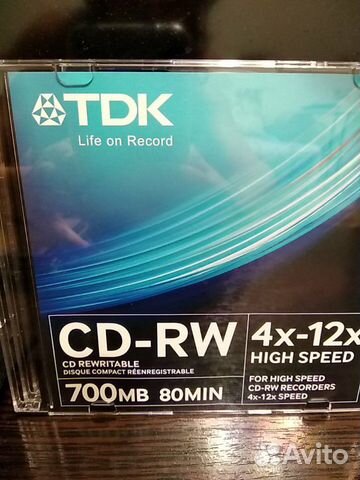 TDK
Life on Record
CD-RW
CD REWRITABLE
DISQUE COMPACT RÉENREGISTRABLE
700MB 80MIN
4x-12x
HIGH SPEED
FOR HIGH SPEED
CD-RW RECORDERS
4x-12x SPEED
Avito